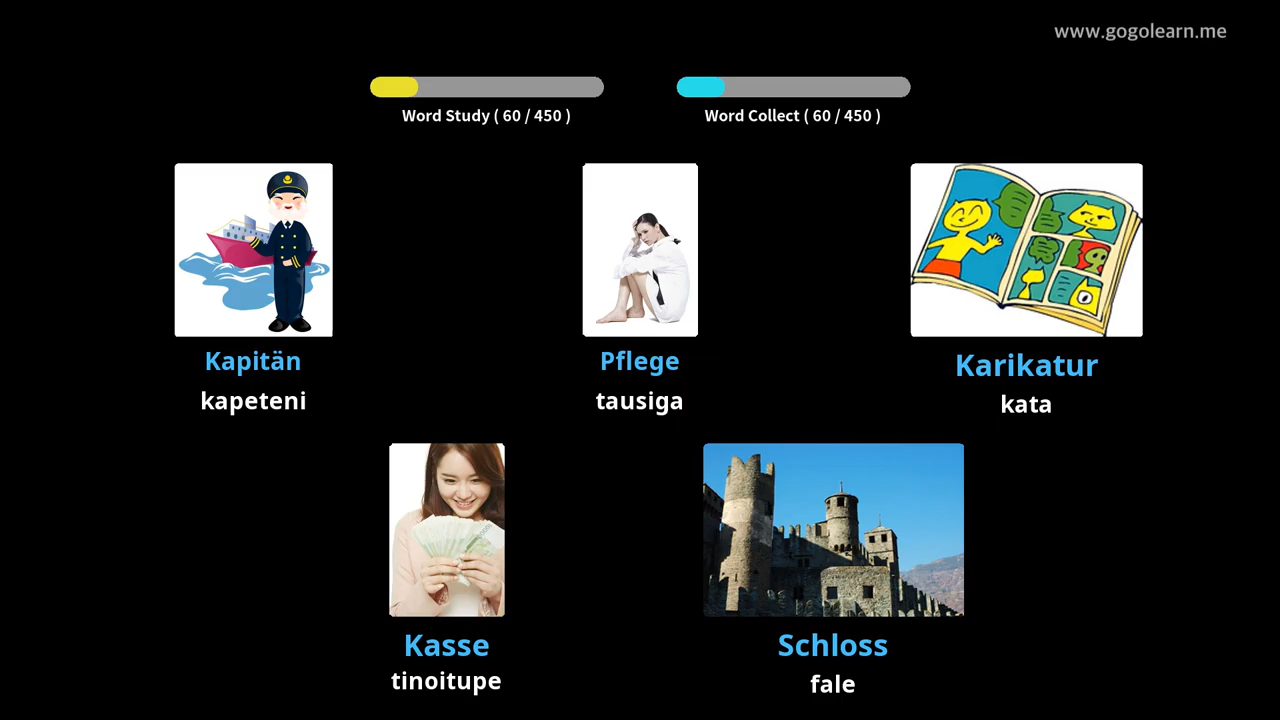 www.gogolearn.me
Word Study ( 60 / 450 )
Word Collect ( 60 / 450 )
Kapitän
kapeteni
Pflege
tausiga
Karikatur
kata
Kasse
tinoitupe
Schloss
fale